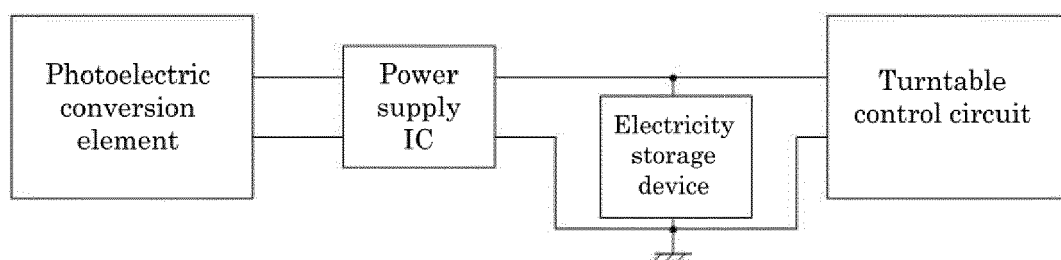 Photoelectric
conversion
element
Power
supply
IC
Electricity
storage
device
Turntable
control circuit